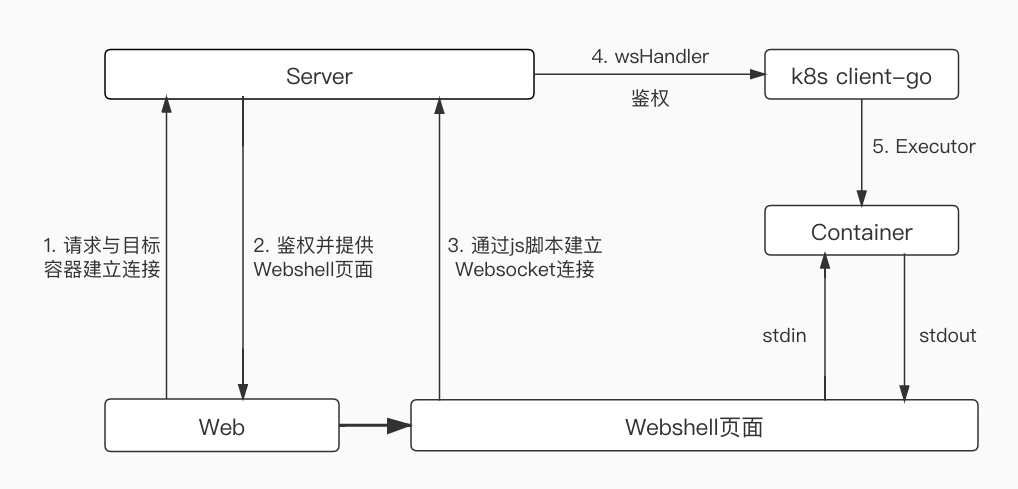 Server
4. wsHandler
鉴权
k8s client-go
5. Executor
1. 请求与目标
容器建立连接
2. 鉴权并提供
Webshell页面
3. 通过js脚本建立
Websocket连接
Container
stdin
stdout
Web
Webshell页面